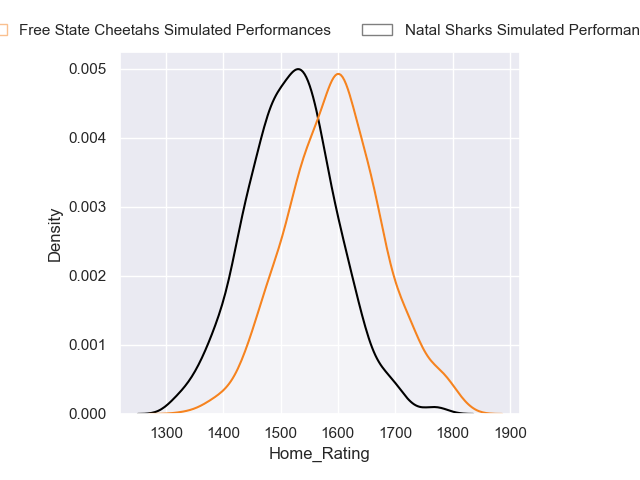 Free State Cheetahs Simulated Performances
Natal Sharks Simulated Performan
0.005
0.004
0.003
0.002
0.001
0.000
Density
1300 1400 1500 1600 1700 1800 1900
Home_Rating